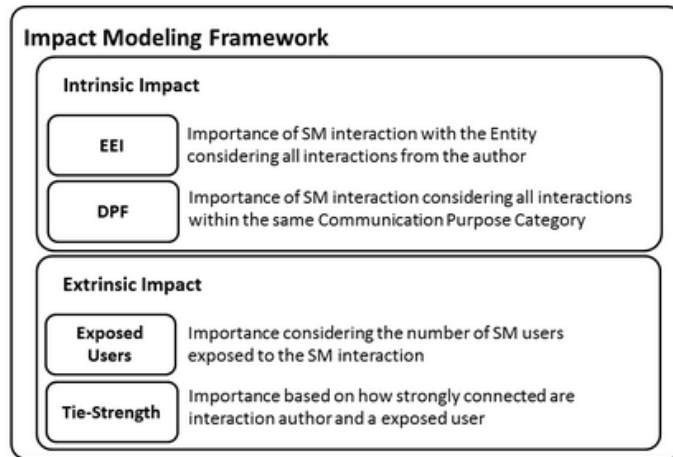 Impact Modeling Framework
Intrinsic Impact
EEI
Importance of SM interaction with the Entity
considering all interactions from the author
DPF
Importance of SM interaction considering all interactions
within the same Communication Purpose Category
Extrinsic Impact
Exposed
Users
Importance considering the number of SM users
exposed to the SM interaction
Tie-Strength
Importance based on how strongly connected are
interaction author and a exposed user